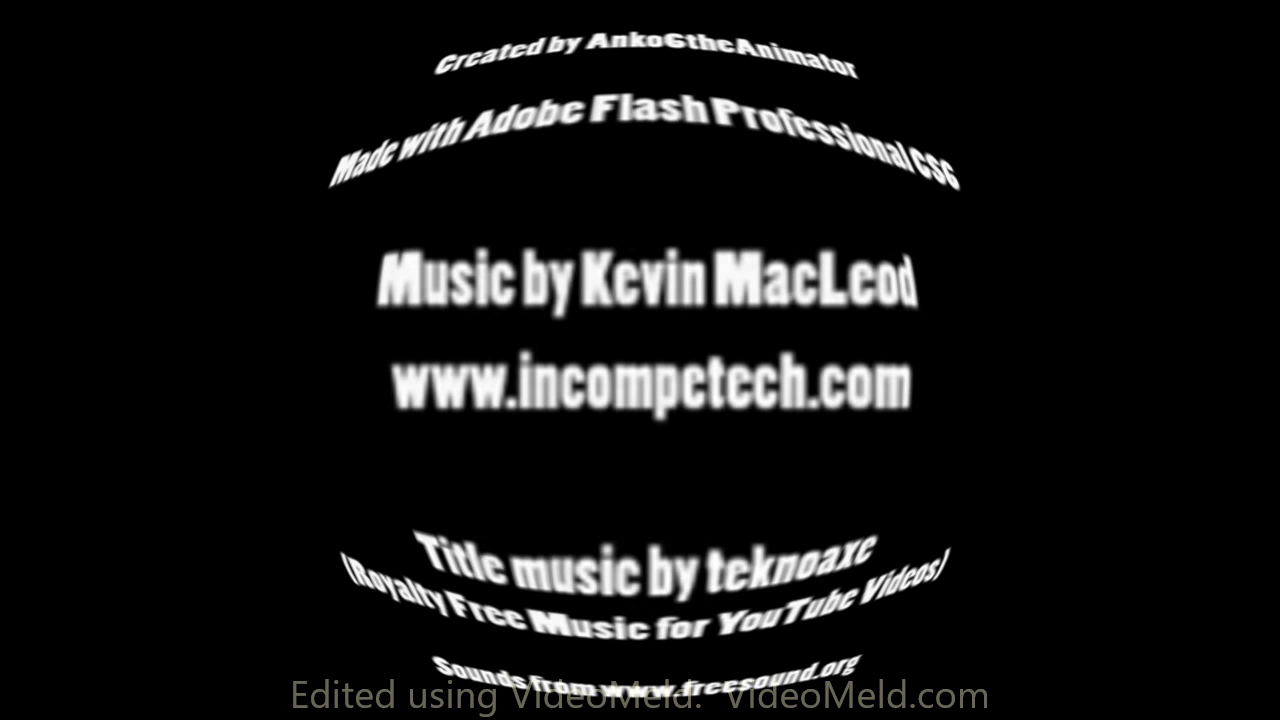 Created by Anko6theAnimator
Made with Adobe Flash Professional CS6
Music by Kevin MacLeod
www.incompetech.com
Title music by teknoaxe
(Royalty Free Music for YouTube Videos)
Sounds from www.freesound.org
Edited using VideoMeld. VideoMeld.com